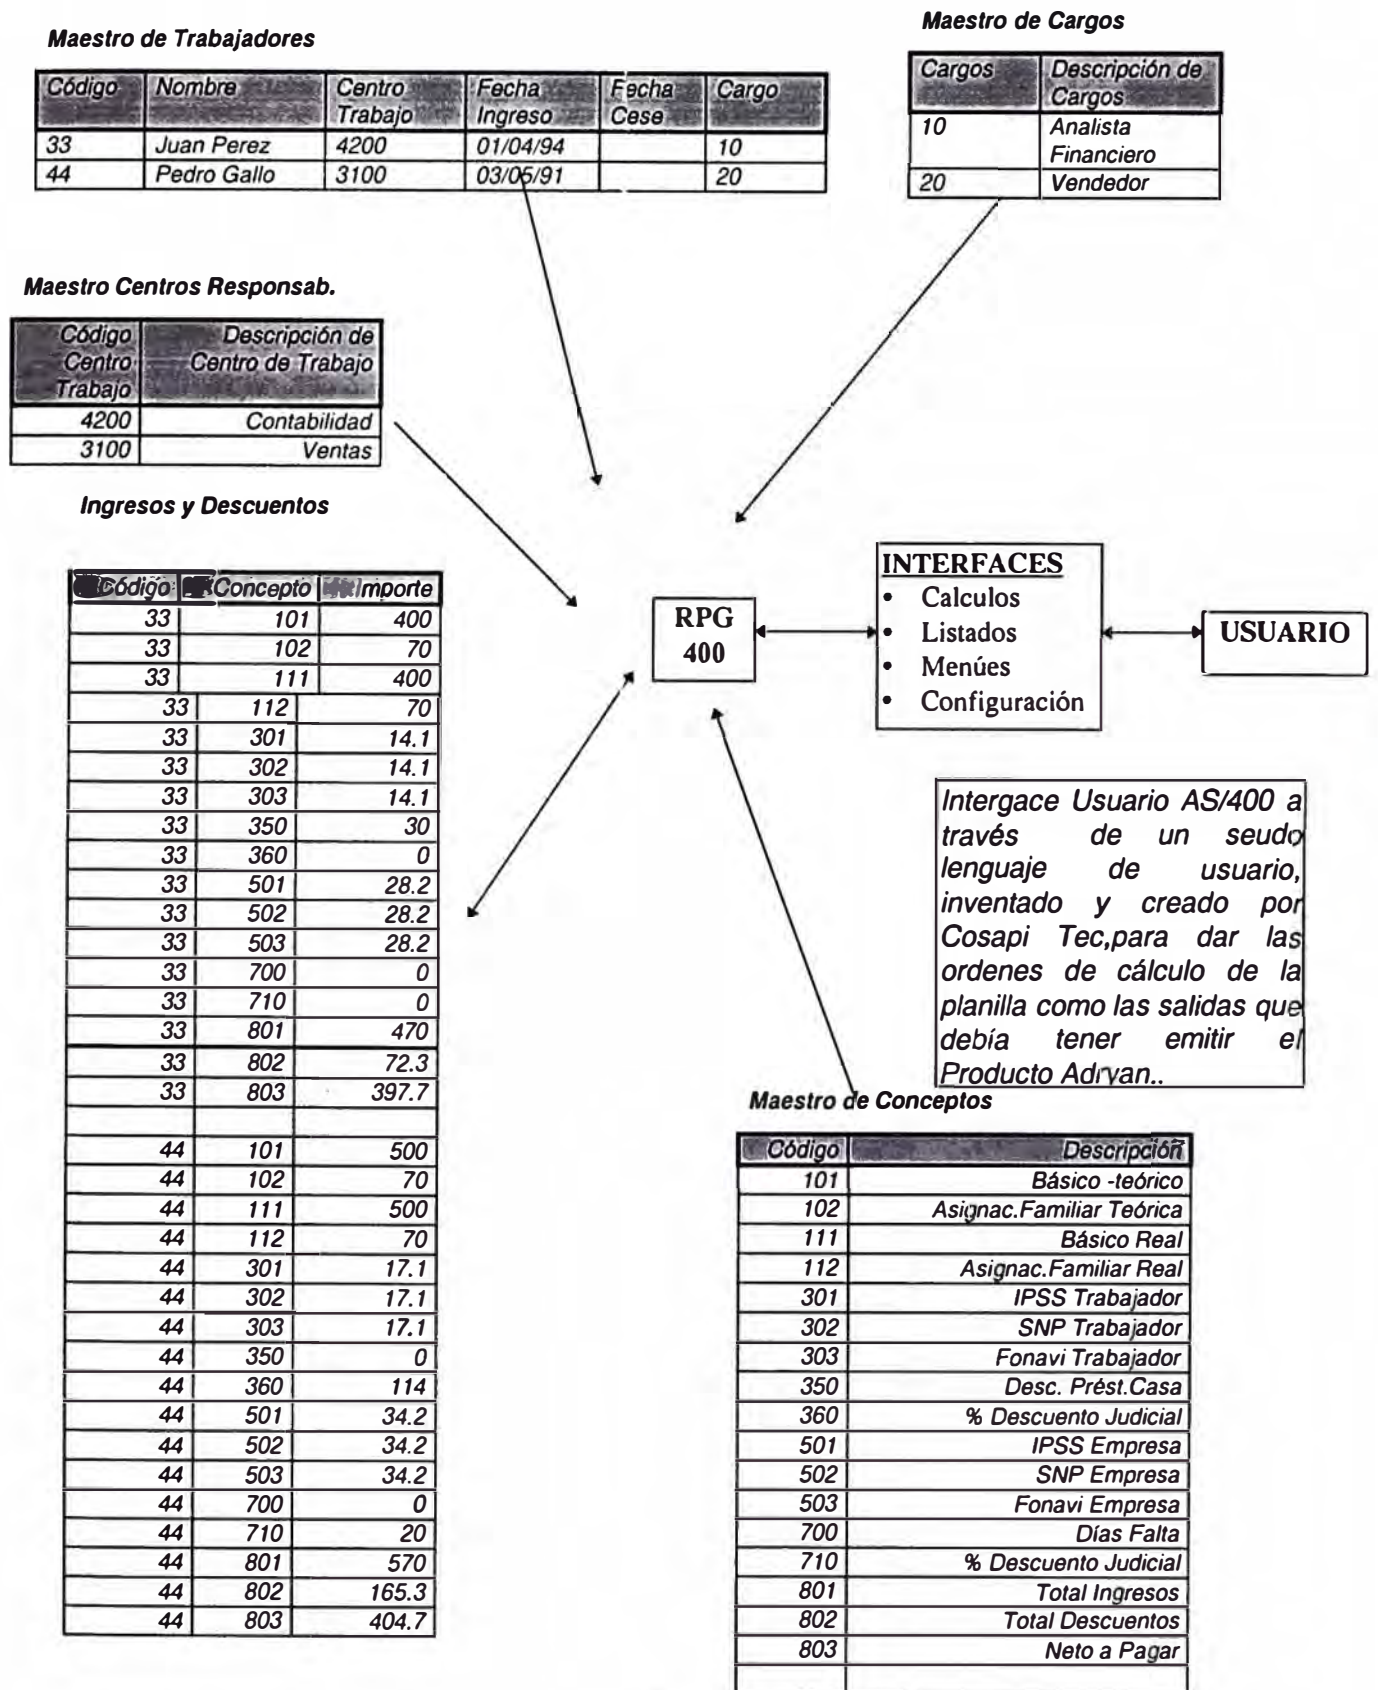 Maestro de Trabajadores
Código Nombre Centro Trabajo Fecha Ingreso Fecha Cese Cargo
33 Juan Perez 4200 01/04/94 10
44 Pedro Gallo 3100 03/05/91 20
Maestro de Cargos
Cargos Descripción de Cargos
10 Analista Financiero
20 Vendedor
Maestro Centros Responsab.
Código Centro Trabajo Descripción de Centro de Trabajo
4200 Contabilidad
3100 Ventas
Ingresos y Descuentos
Código Concepto Importe
33 101 400
33 102 70
33 111 400
33 112 70
33 301 14.1
33 302 14.1
33 303 14.1
33 350 30
33 360 0
33 501 28.2
33 502 28.2
33 503 28.2
33 700 0
33 710 0
33 801 470
33 802 72.3
33 803 397.7
44 101 500
44 102 70
44 111 500
44 112 70
44 301 17.1
44 302 17.1
44 303 17.1
44 350 0
44 360 114
44 501 34.2
44 502 34.2
44 503 34.2
44 700 0
44 710 20
44 801 570
44 802 165.3
44 803 404.7
RPG
400
INTERFACES
• Calculos
• Listados
• Menúes
• Configuración
USUARIO
Intergace Usuario AS/400 a
través de un seudo
lenguaje de usuario,
inventado y creado por
Cosapi Tec,para dar las
ordenes de cálculo de la
planilla como las salidas que
debía tener emitir el
Producto Adryan..
Maestro de Conceptos
Código Descripción
101 Básico -teórico
102 Asignac.Familiar Teórica
111 Básico Real
112 Asignac.Familiar Real
301 IPSS Trabajador
302 SNP Trabajador
303 Fonavi Trabajador
350 Desc. Prést.Casa
360 % Descuento Judicial
501 IPSS Empresa
502 SNP Empresa
503 Fonavi Empresa
700 Días Falta
710 % Descuento Judicial
801 Total Ingresos
802 Total Descuentos
803 Neto a Pagar